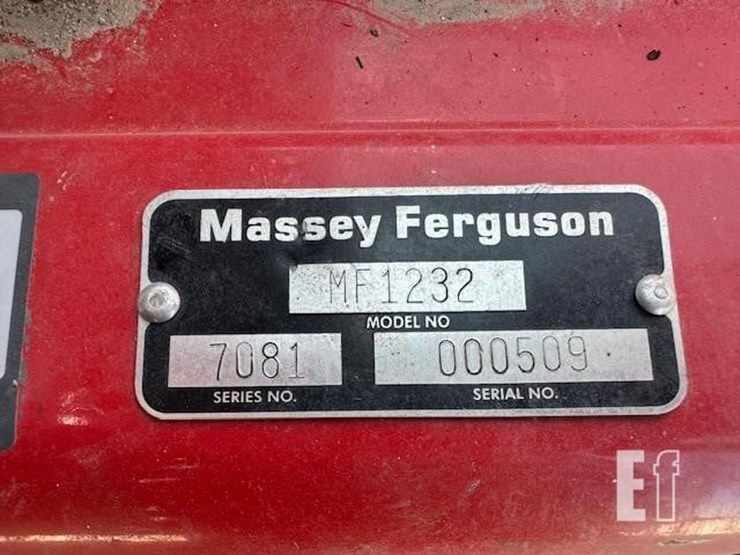 Massey Ferguson
MF1232
MODEL NO
7081 000509
SERIES NO. SERIAL NO.
Ef